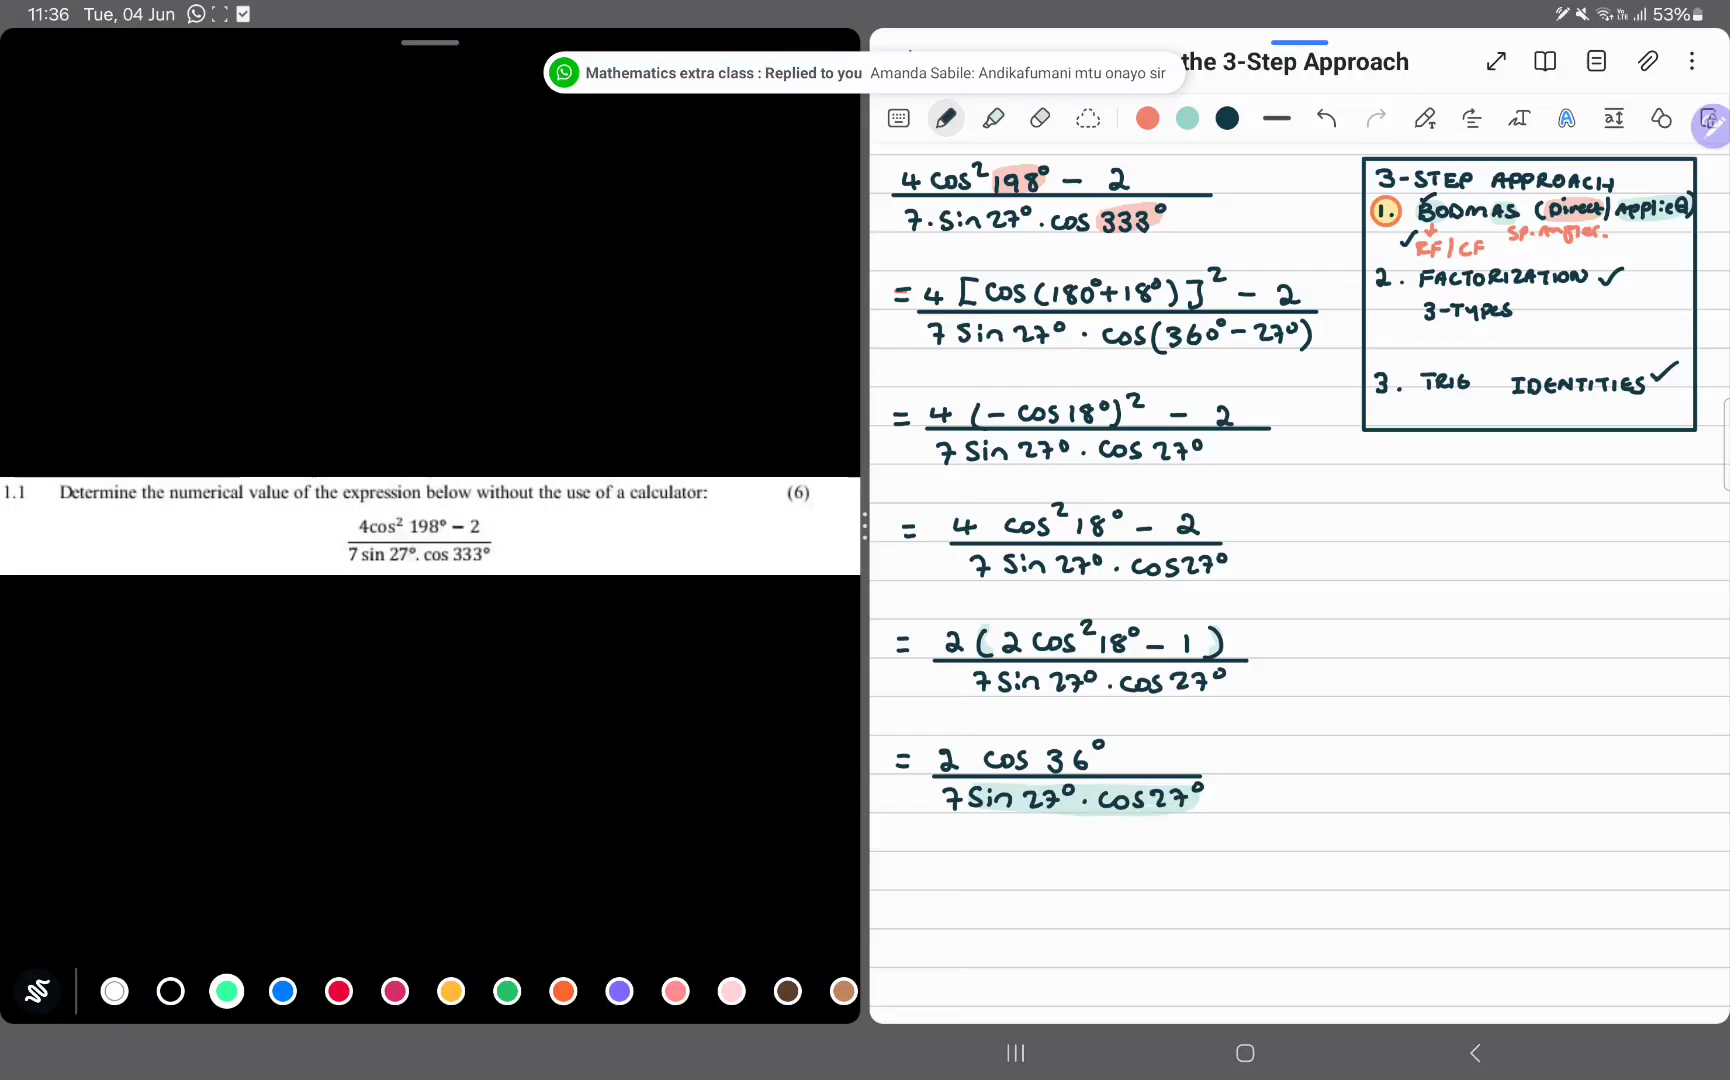 11:36 Tue, 04 Jun
53%
Mathematics extra class : Replied to you Amanda Sabile: Andikafumani mtu onayo sir
the 3-Step Approach
1.1 Determine the numerical value of the expression below without the use of a calculator: (6)
4cos² 198° − 2
7 sin 27°. cos 333°
4 cos² 198° − 2
7. sin 27° . cos 333°
= 4 [cos(180°+18°)]² − 2
7 sin 27° . cos(360° − 27°)
= 4 (− cos18°)² − 2
7 sin 27° . cos 27°
= 4 cos² 18° − 2
7 sin 27° . cos27°
= 2 (2 cos² 18° − 1)
7 sin 27° . cos 27°
= 2 cos 36°
7 sin 27° . cos27°
3-STEP APPROACH
1. BODMAS (Direct/Applied)
RF/CF sp. angles.
2. FACTORIZATION ✓
3-TYPES
3. TRIG IDENTITIES ✓